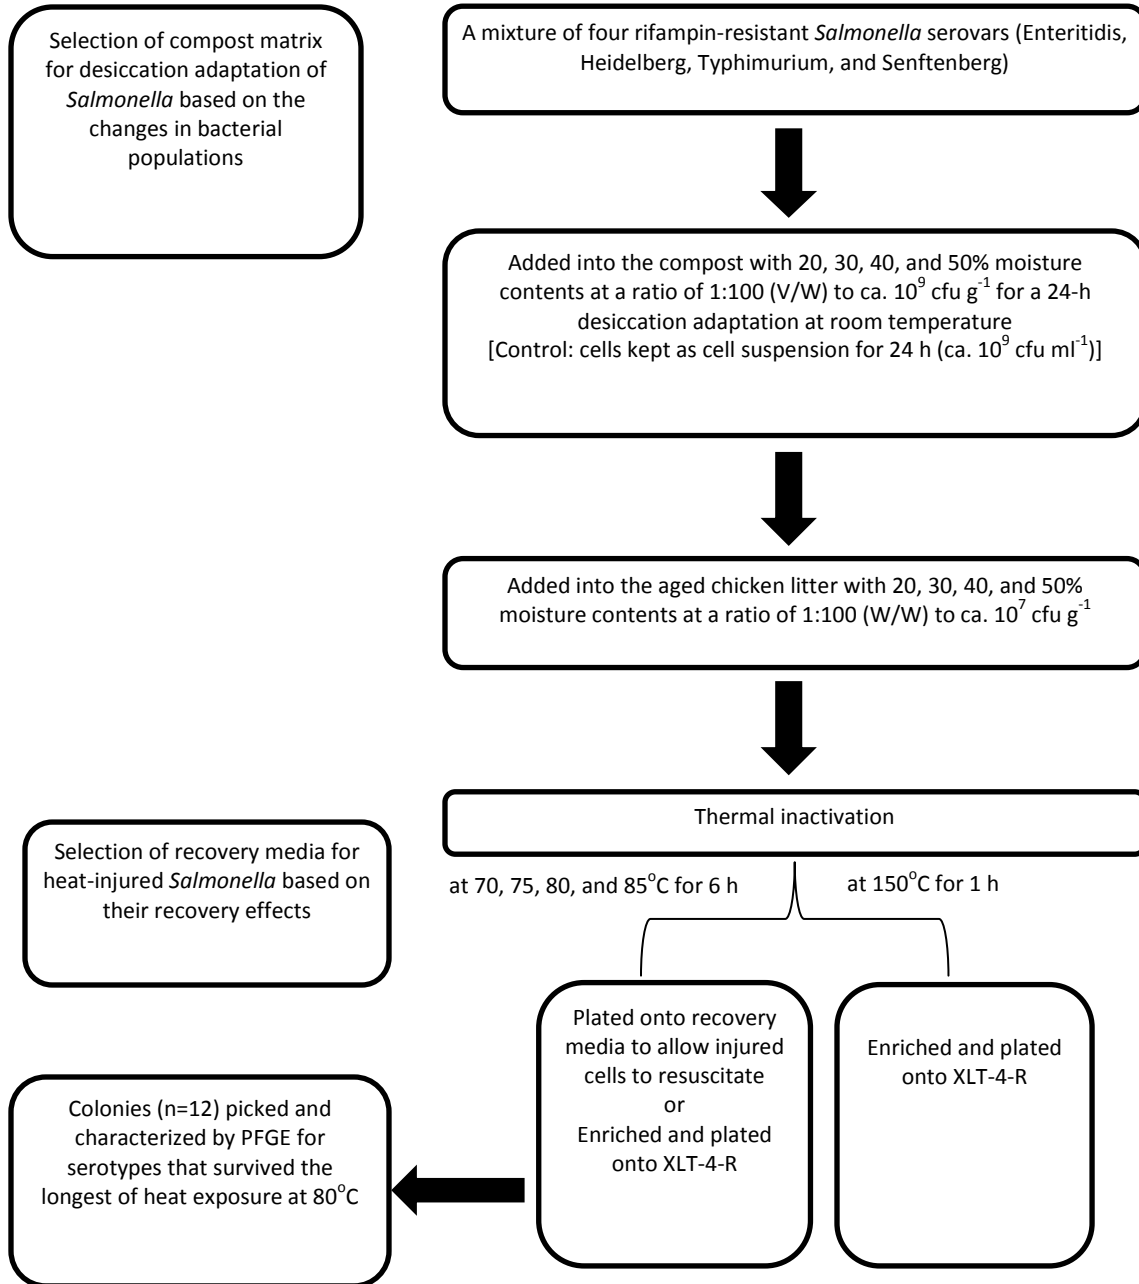 Selection of compost matrix
for desiccation adaptation of
Salmonella based on the
changes in bacterial
populations
A mixture of four rifampin-resistant Salmonella serovars (Enteritidis,
Heidelberg, Typhimurium, and Senftenberg)
Added into the compost with 20, 30, 40, and 50% moisture
contents at a ratio of 1:100 (V/W) to ca. 10⁹ cfu g⁻¹ for a 24-h
desiccation adaptation at room temperature
[Control: cells kept as cell suspension for 24 h (ca. 10⁹ cfu ml⁻¹)]
Added into the aged chicken litter with 20, 30, 40, and 50%
moisture contents at a ratio of 1:100 (W/W) to ca. 10⁷ cfu g⁻¹
Thermal inactivation
Selection of recovery media for
heat-injured Salmonella based on
their recovery effects
at 70, 75, 80, and 85°C for 6 h
at 150°C for 1 h
Plated onto recovery
media to allow injured
cells to resuscitate
or
Enriched and plated
onto XLT-4-R
Enriched and plated
onto XLT-4-R
Colonies (n=12) picked and
characterized by PFGE for
serotypes that survived the
longest of heat exposure at 80°C